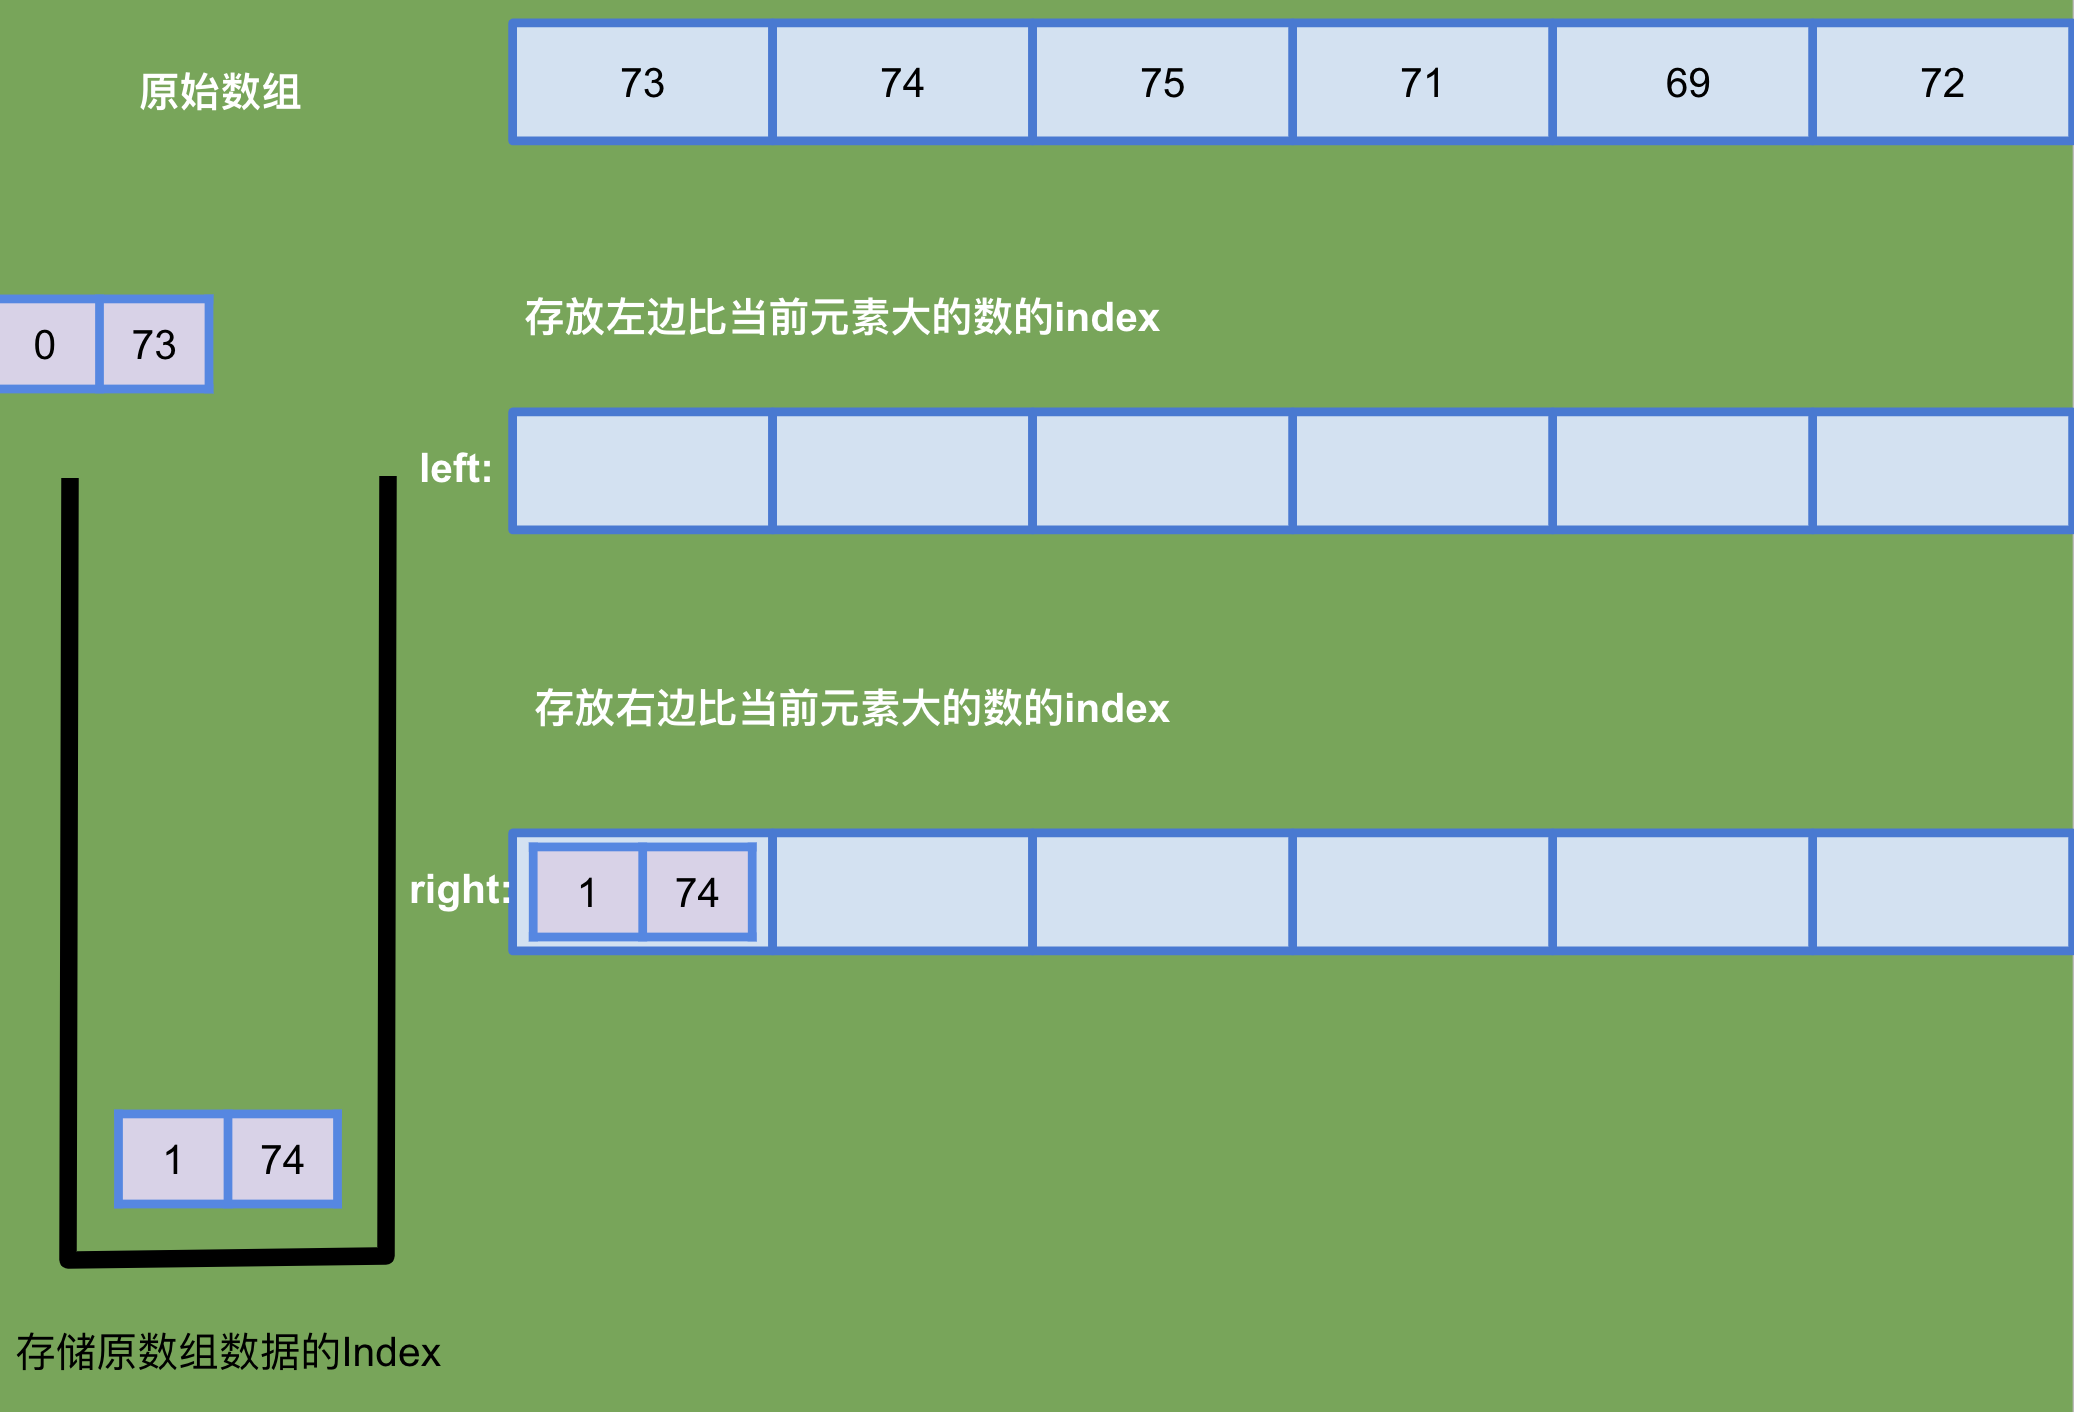 原始数组 73 74 75 71 69 72
0 73
存放左边比当前元素大的数的index
left:
存放右边比当前元素大的数的index
right: 1 74
1 74
存储原数组数据的Index